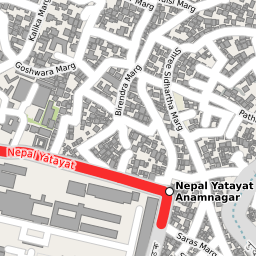 Kalika Marg
Goshwara Marg
Birendra Marg
Shree Sidhartha Marg
Nepal Yatayat
Nepal Yatayat
Anamnagar
Saras Marg